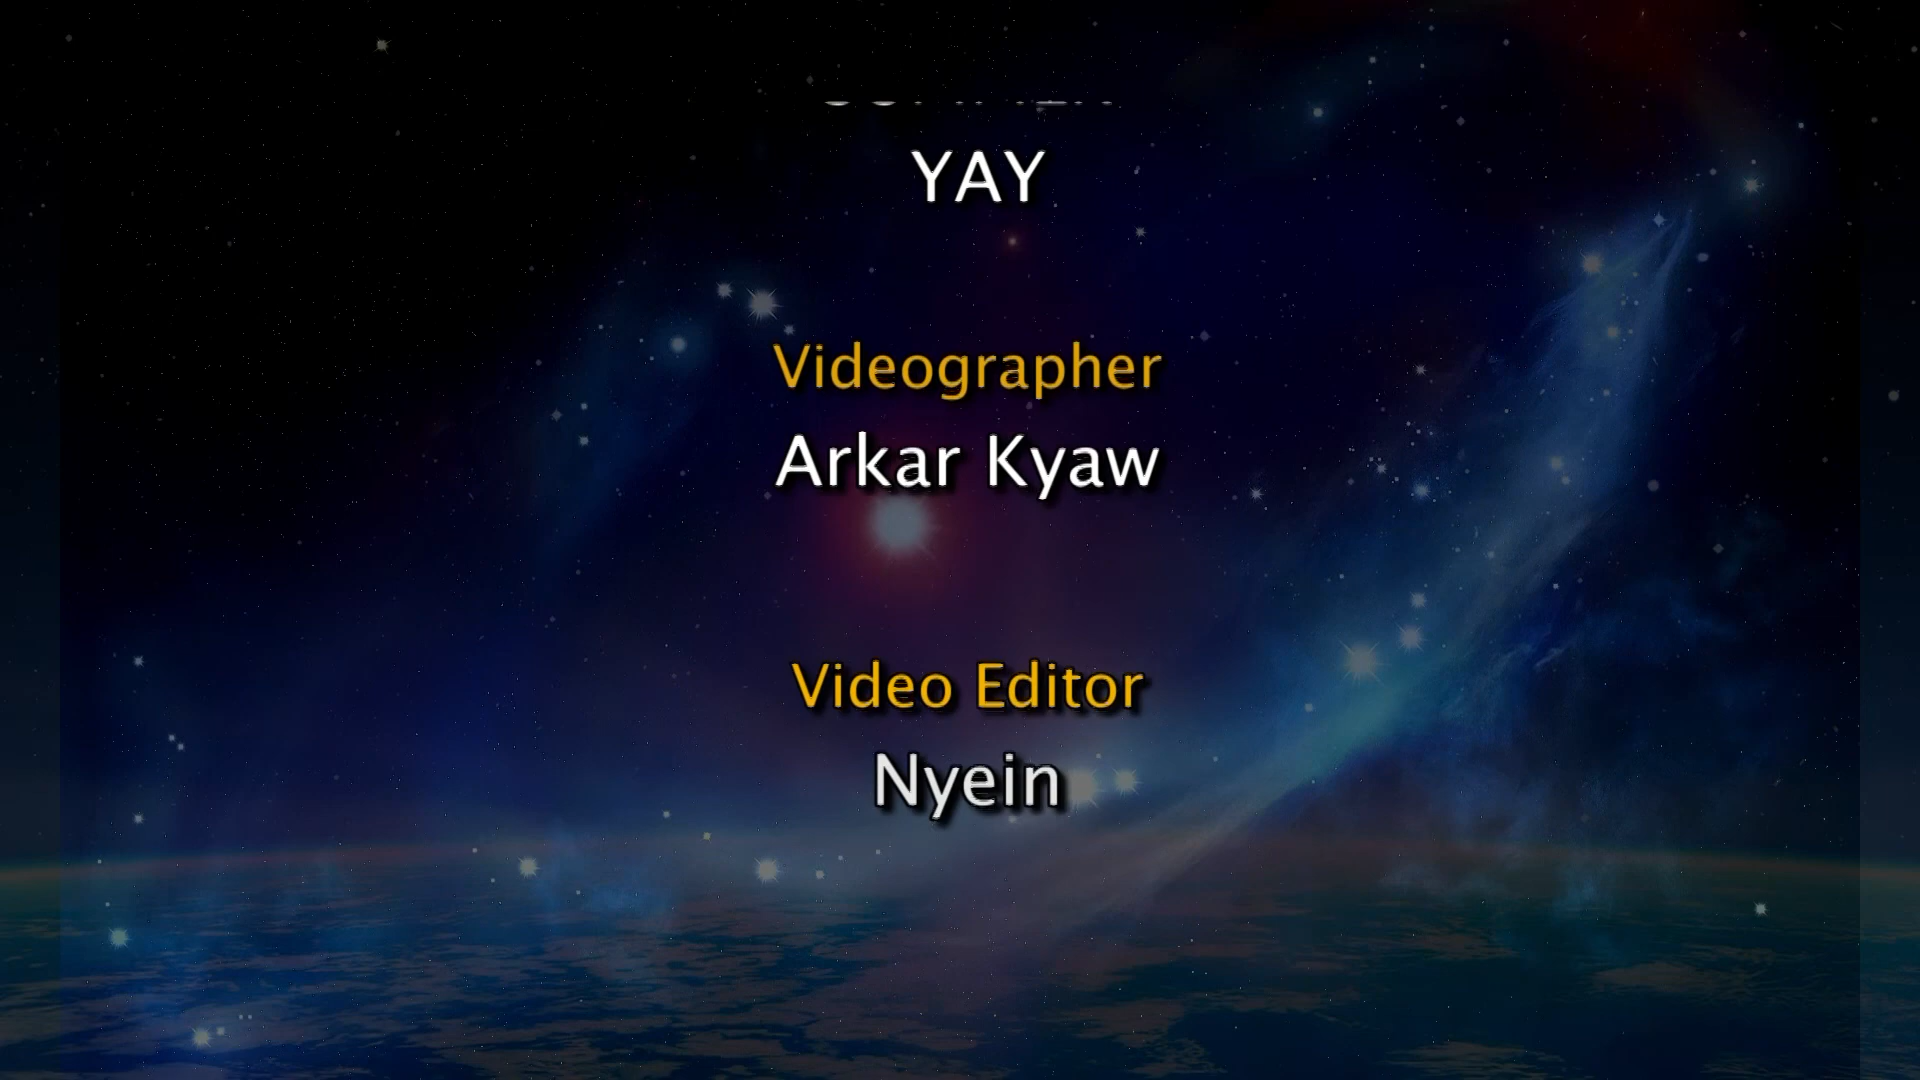 YAY
Videographer
Arkar Kyaw
Video Editor
Nyein